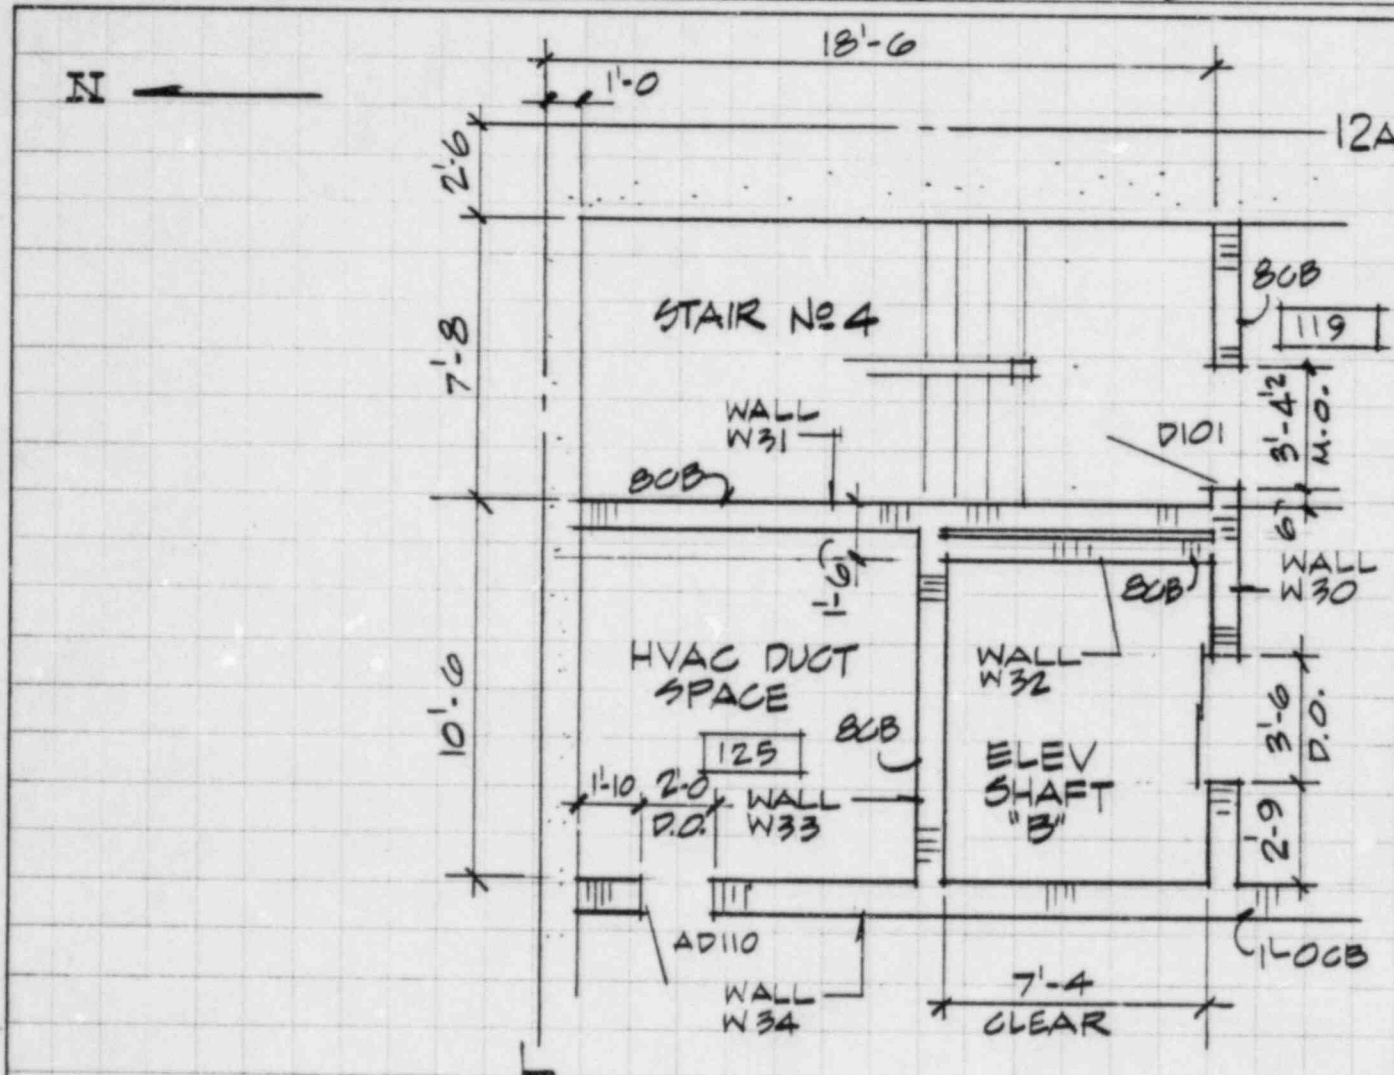 18'-6
N
1'-0
12A
2'-6
8CB
STAIR Nº 4
119
7'-8
WALL
W31
D101
3'-4½
M.O.
8CB
6"
WALL
W30
1'-6
8CB
HVAC DUCT
SPACE
WALL
W32
10'-6
125
8CB
ELEV
SHAFT
"B"
3'-6
D.O.
1'-10
2'-0
D.O.
WALL
W33
2'-9
AD110
1'-0CB
WALL
W34
7'-4
CLEAR